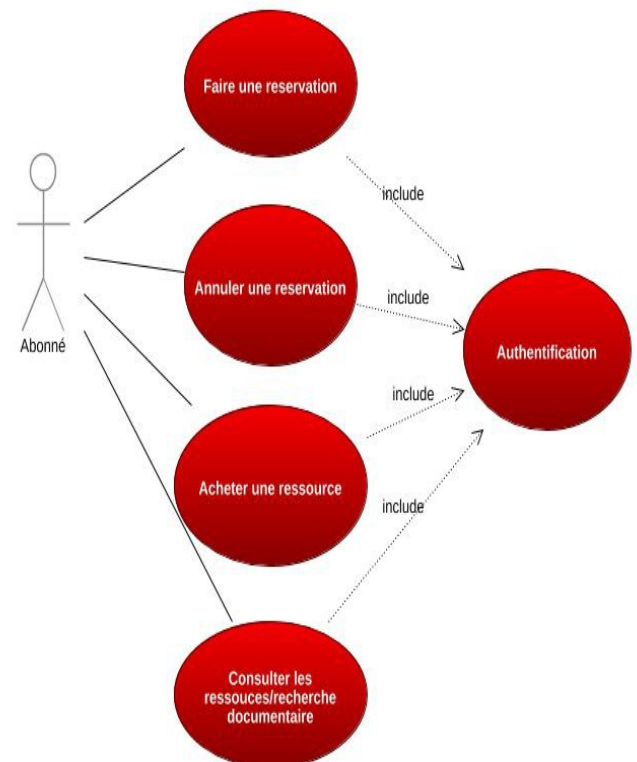 Faire une reservation
include
Abonné
Annuler une reservation
include
Authentification
include
Acheter une ressource
include
Consulter les
ressouces/recherche
documentaire